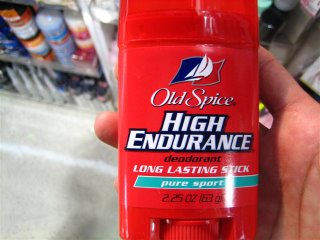 Old Spice
HIGH
ENDURANCE
deodorant
LONG LASTING STICK
pure sport
2.25 OZ (63 g)